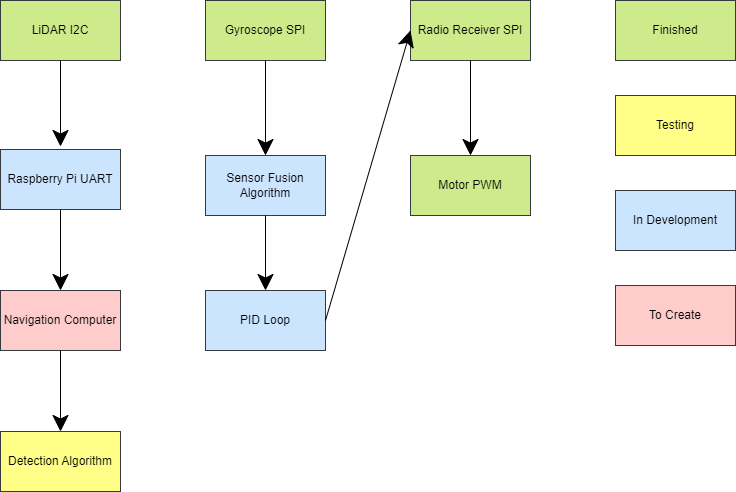 LiDAR I2C
Gyroscope SPI
Radio Receiver SPI
Finished
Testing
Raspberry Pi UART
Sensor Fusion
Algorithm
Motor PWM
In Development
Navigation Computer
PID Loop
To Create
Detection Algorithm